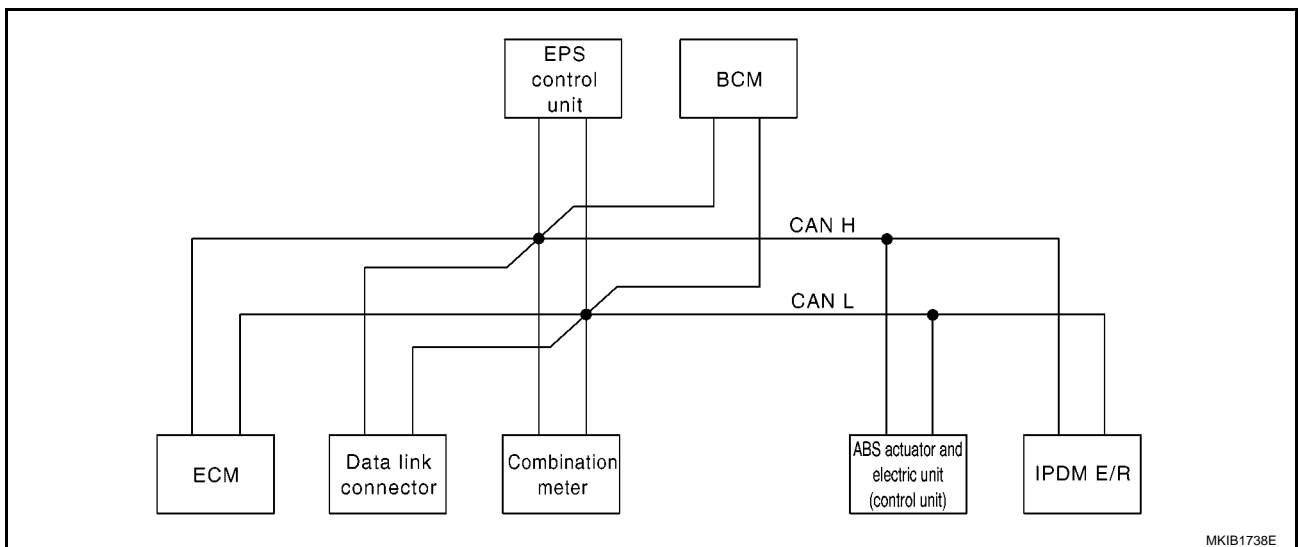 EPS
control
unit
BCM
CAN H
CAN L
ECM
Data link
connector
Combination
meter
ABS actuator and
electric unit
(control unit)
IPDM E/R
MKIB1738E